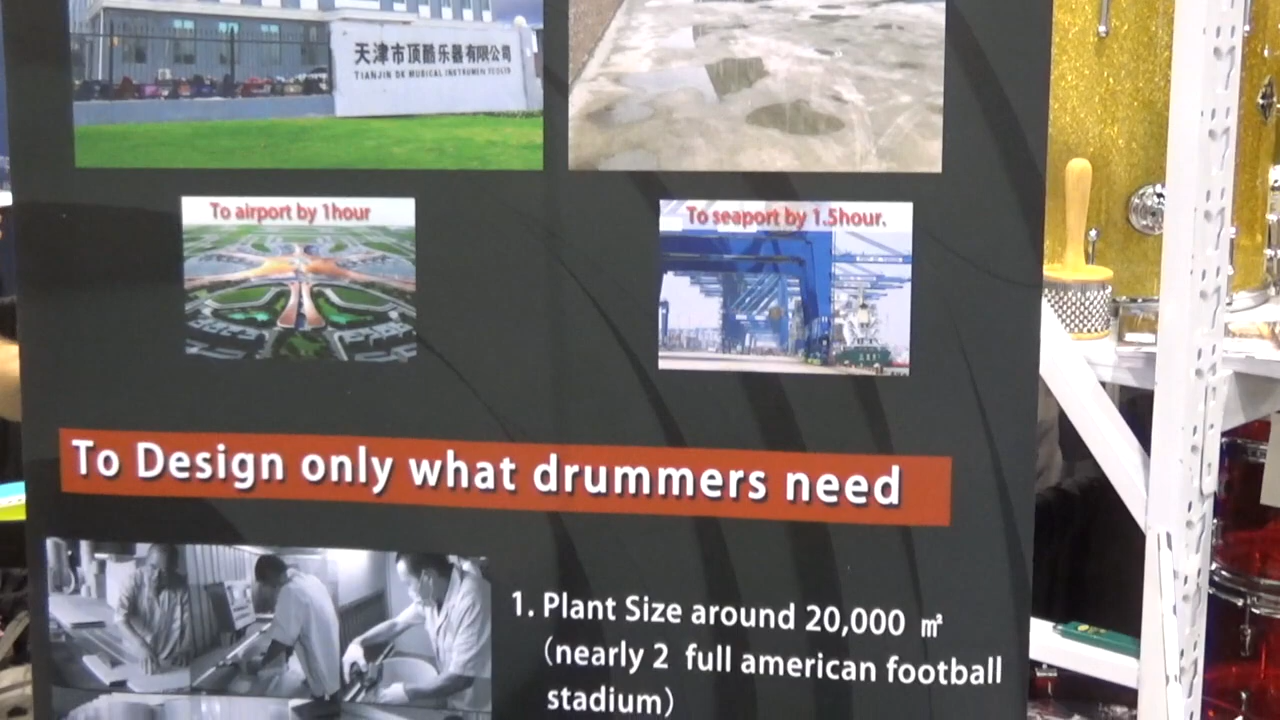 天津市顶酷乐器有限公司
TIANJIN DK MUSICAL INSTRUMENT CO LTD
To airport by 1hour
To seaport by 1.5hour.
To Design only what drummers need
1. Plant Size around 20,000 ㎡
(nearly 2 full american football
stadium)